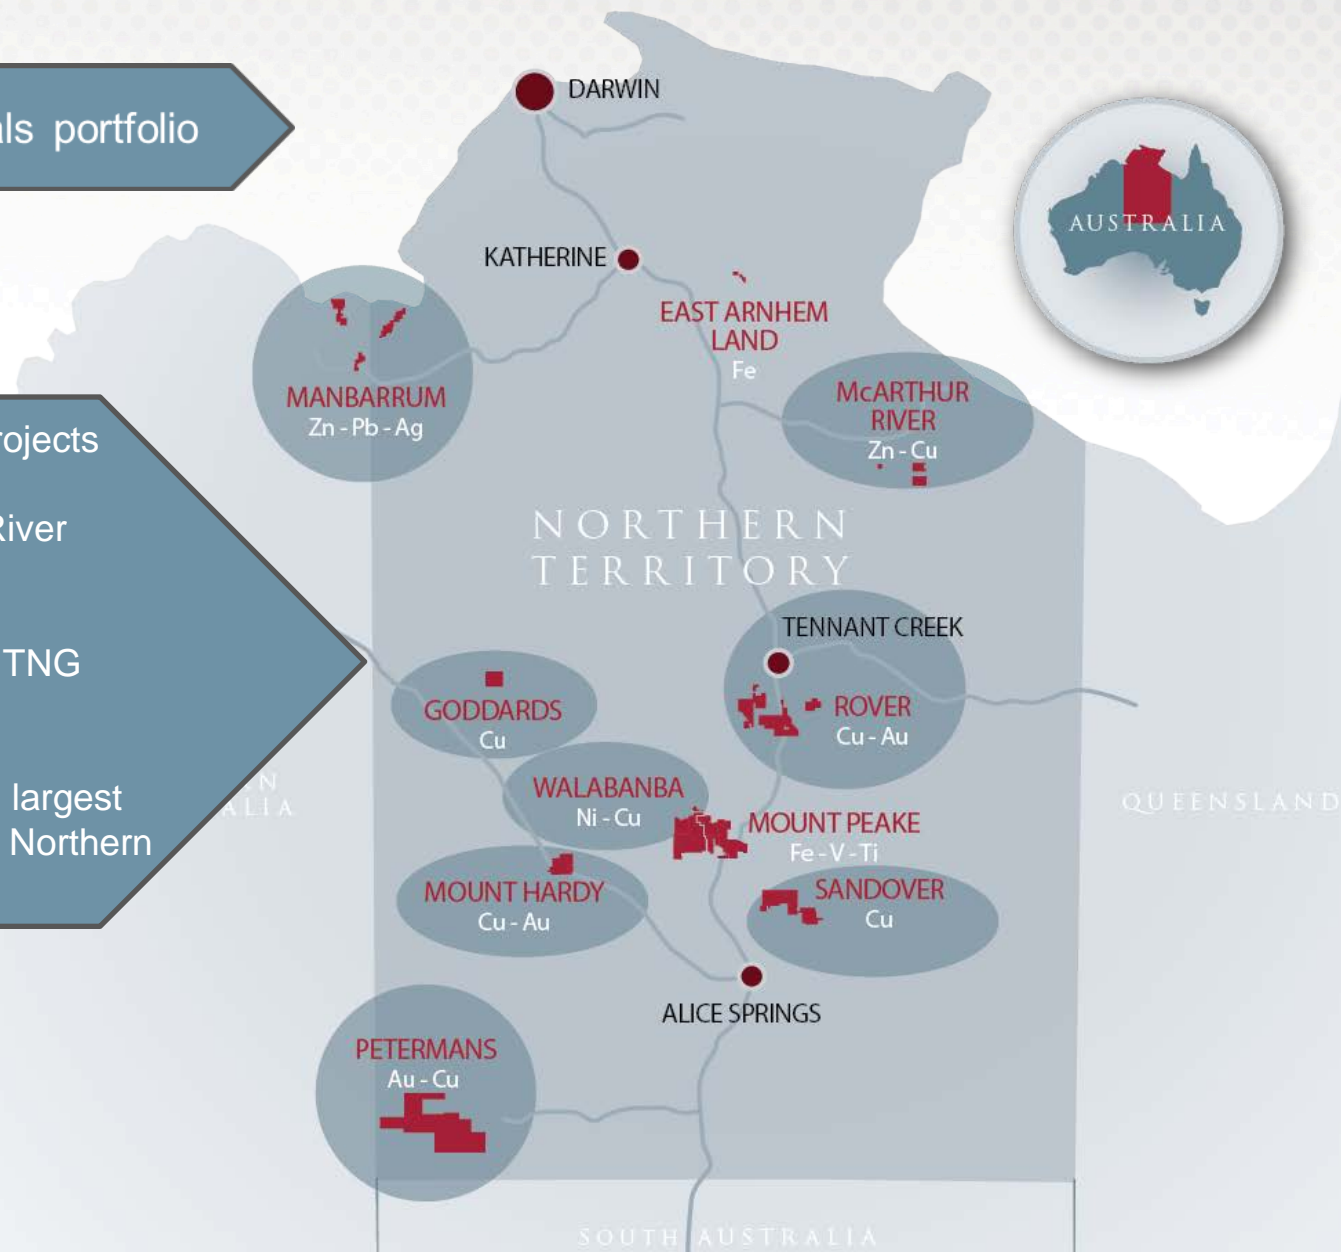 als portfolio
rojects
River
TNG
largest
Northern
DARWIN
KATHERINE
EAST ARNHEM
LAND
Fe
MANBARRUM
Zn - Pb - Ag
McARTHUR
RIVER
Zn - Cu
AUSTRALIA
NORTHERN
TERRITORY
TENNANT CREEK
GODDARDS
Cu
ROVER
Cu - Au
WALABANBA
Ni - Cu
MOUNT PEAKE
Fe - V - Ti
MOUNT HARDY
Cu - Au
SANDOVER
Cu
N
ALIA
QUEENSLAND
ALICE SPRINGS
PETERMANS
Au - Cu
SOUTH AUSTRALIA